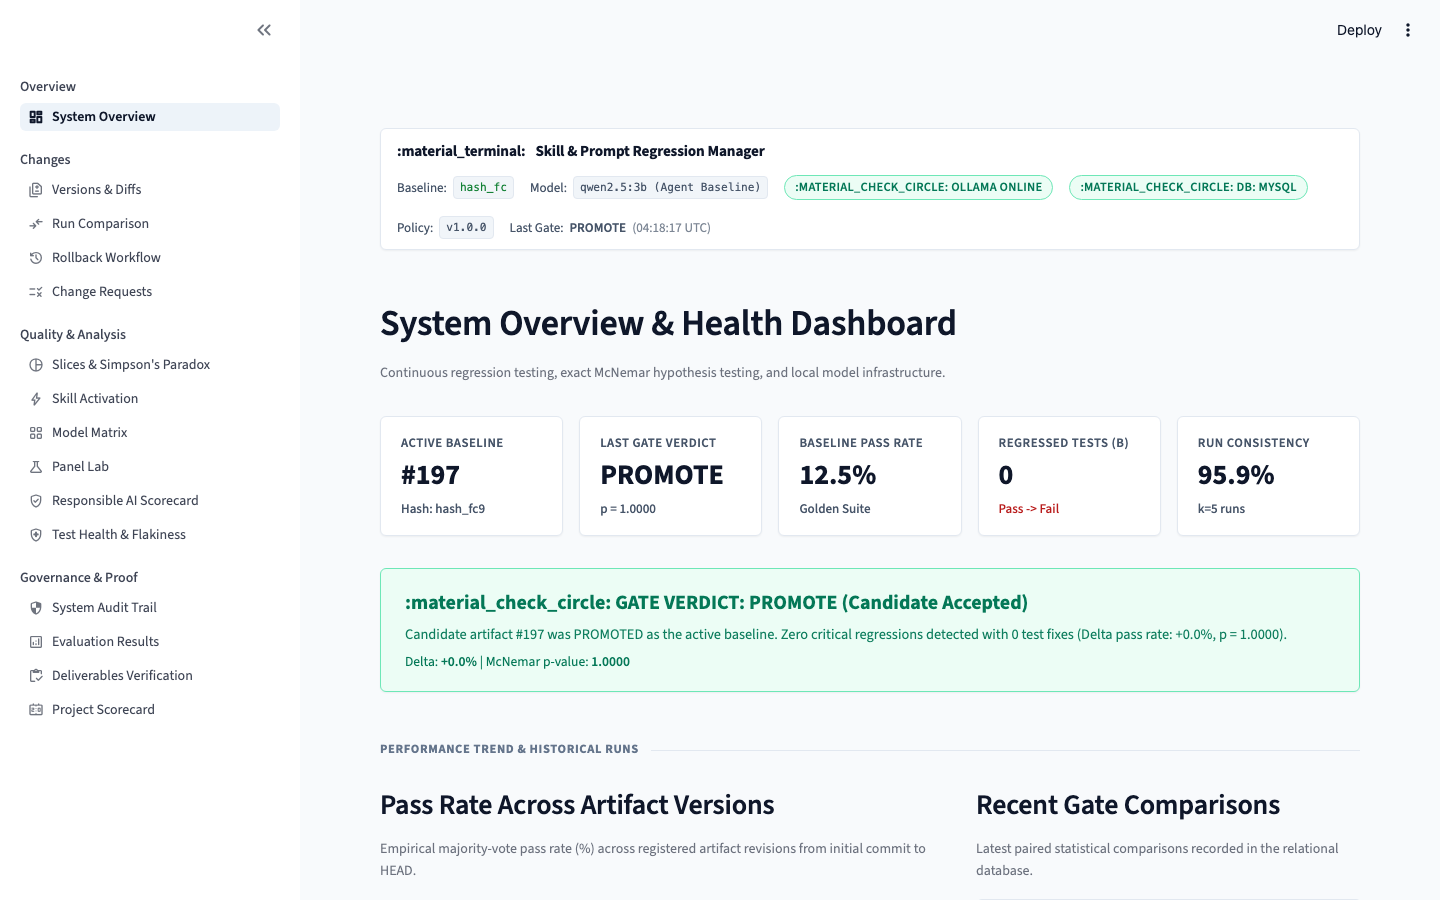 Deploy
Overview
System Overview
Changes
Versions & Diffs
Run Comparison
Rollback Workflow
Change Requests
Quality & Analysis
Slices & Simpson's Paradox
Skill Activation
Model Matrix
Panel Lab
Responsible AI Scorecard
Test Health & Flakiness
Governance & Proof
System Audit Trail
Evaluation Results
Deliverables Verification
Project Scorecard
:material_terminal: Skill & Prompt Regression Manager
Baseline: hash_fc Model: qwen2.5:3b (Agent Baseline) :MATERIAL_CHECK_CIRCLE: OLLAMA ONLINE :MATERIAL_CHECK_CIRCLE: DB: MYSQL
Policy: v1.0.0 Last Gate: PROMOTE (04:18:17 UTC)
System Overview & Health Dashboard
Continuous regression testing, exact McNemar hypothesis testing, and local model infrastructure.
ACTIVE BASELINE
#197
Hash: hash_fc9
LAST GATE VERDICT
PROMOTE
p = 1.0000
BASELINE PASS RATE
12.5%
Golden Suite
REGRESSED TESTS (B)
0
Pass -> Fail
RUN CONSISTENCY
95.9%
k=5 runs
:material_check_circle: GATE VERDICT: PROMOTE (Candidate Accepted)
Candidate artifact #197 was PROMOTED as the active baseline. Zero critical regressions detected with 0 test fixes (Delta pass rate: +0.0%, p = 1.0000).
Delta: +0.0% | McNemar p-value: 1.0000
PERFORMANCE TREND & HISTORICAL RUNS
Pass Rate Across Artifact Versions
Empirical majority-vote pass rate (%) across registered artifact revisions from initial commit to
HEAD.
Recent Gate Comparisons
Latest paired statistical comparisons recorded in the relational
database.